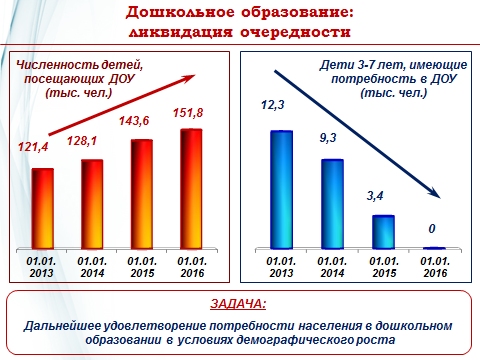 Дошкольное образование:
ликвидация очередности
Численность детей,
посещающих ДОУ
(тыс. чел.)
121,4
128,1
143,6
151,8
01.01.
2013
01.01.
2014
01.01.
2015
01.01.
2016
Дети 3-7 лет, имеющие
потребность в ДОУ
(тыс. чел.)
12,3
9,3
3,4
0
01.01.
2013
01.01.
2014
01.01.
2015
01.01.
2016
ЗАДАЧА:
Дальнейшее удовлетворение потребности населения в дошкольном
образовании в условиях демографического роста